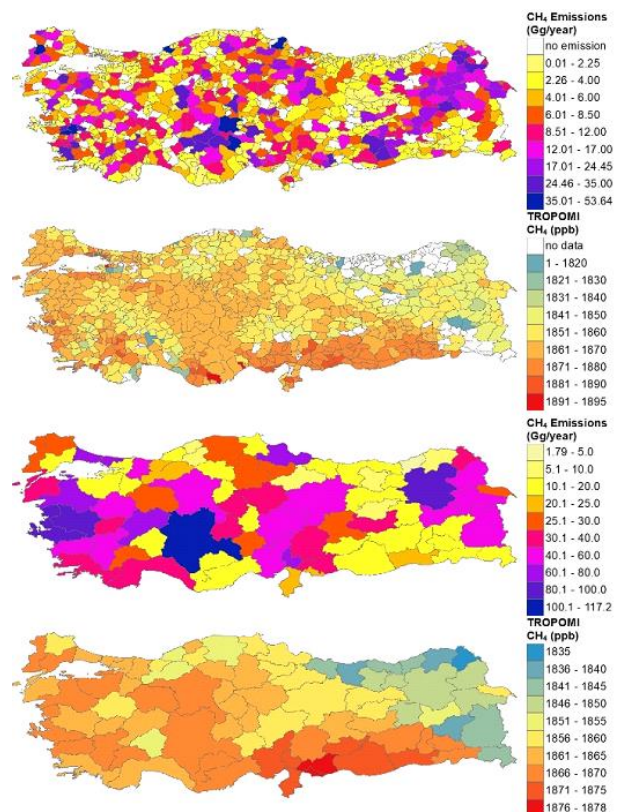 CH₄ Emissions
(Gg/year)
no emission
0.01 - 2.25
2.26 - 4.00
4.01 - 6.00
6.01 - 8.50
8.51 - 12.00
12.01 - 17.00
17.01 - 24.45
24.46 - 35.00
35.01 - 53.64
TROPOMI
CH₄ (ppb)
no data
1 - 1820
1821 - 1830
1831 - 1840
1841 - 1850
1851 - 1860
1861 - 1870
1871 - 1880
1881 - 1890
1891 - 1895
CH₄ Emissions
(Gg/year)
1.79 - 5.0
5.1 - 10.0
10.1 - 20.0
20.1 - 25.0
25.1 - 30.0
30.1 - 40.0
40.1 - 60.0
60.1 - 80.0
80.1 - 100.0
100.1 - 117.2
TROPOMI
CH₄ (ppb)
1835
1836 - 1840
1841 - 1845
1846 - 1850
1851 - 1855
1856 - 1860
1861 - 1865
1866 - 1870
1871 - 1875
1876 - 1878